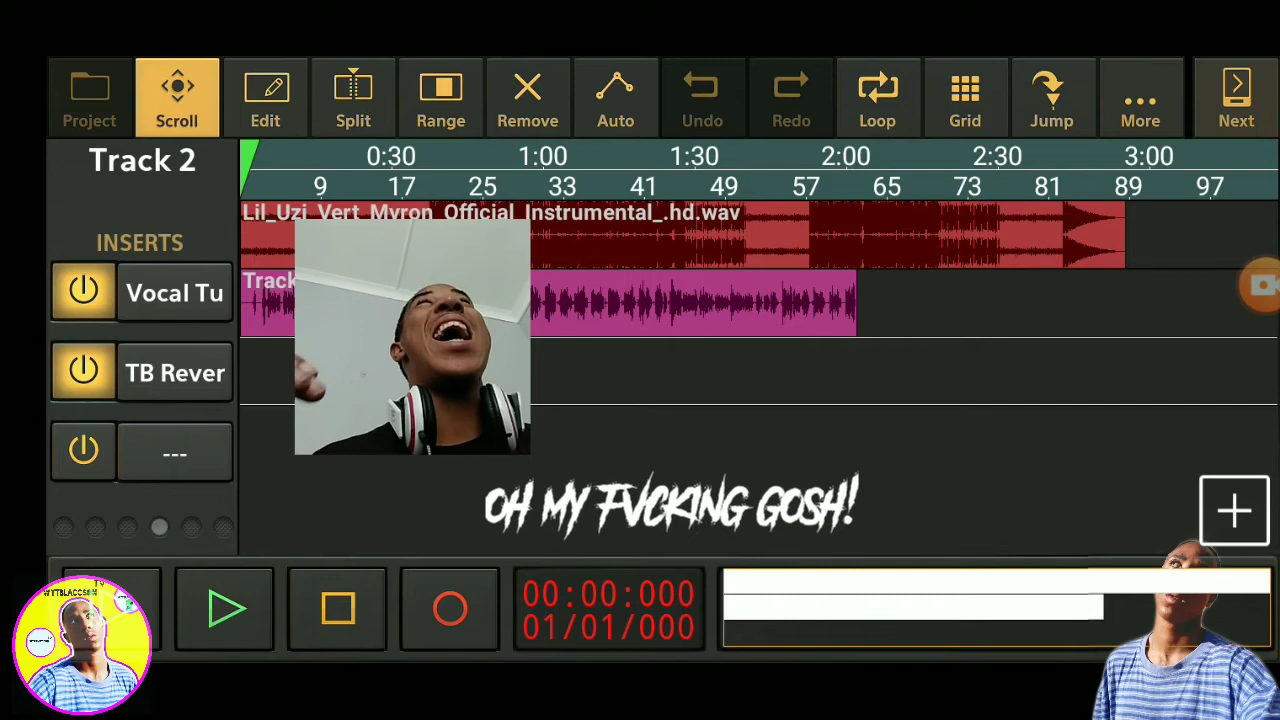 Project Scroll Edit Split Range Remove Auto Undo Redo Loop Grid Jump More Next
Track 2
0:30 1:00 1:30 2:00 2:30 3:00
9 17 25 33 41 49 57 65 73 81 89 97
Lil_Uzi_Vert_Myron_Official_Instrumental_.hd.wav
INSERTS
Track
Vocal Tu
TB Rever
---
OH MY FVCKING GOSH!
00:00:000
01/01/000
TV
WYTBLACCSON